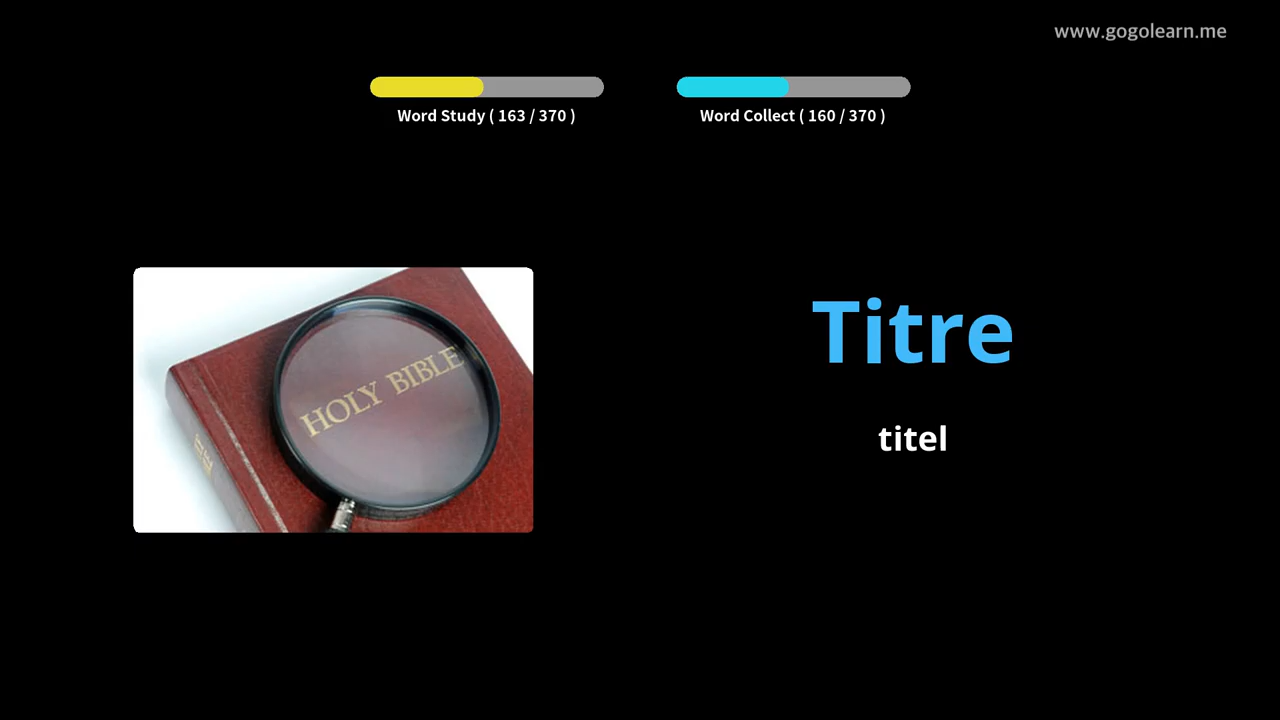 www.gogolearn.me
Word Study ( 163 / 370 )
Word Collect ( 160 / 370 )
HOLY BIBLE
Titre
titel